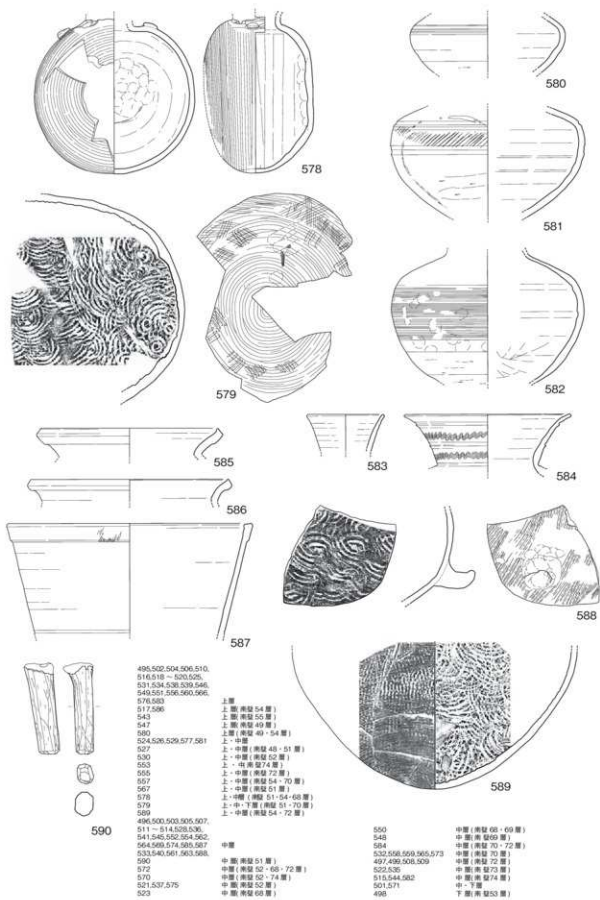 578
580
581
579
582
585
583
584
586
587
588
589
590
495,502,504,506,510,
516,518 ～ 520,525,
531,534,538,539,546,
549,551,556,560,566,
576,583 上層
517,586 上 層(南壁 54 層)
543 上 層(南壁 55 層)
547 上 層(南壁 49 層)
580 上層(南壁 49・54 層)
524,526,529,577,581 上・中層
527 上・中層(南壁 48・51 層)
530 上・中層(南壁 52 層)
553 上 ・ 中(南壁74 層)
555 上・中層(南壁 72 層)
557 上・中層(南壁 54・70 層)
567 上・中層(南壁 51 層)
578 上・中層 (南壁 51・54・68 層)
579 上・中・下層(南壁 51・70 層)
589 上・中層(南壁 54・72 層)
496,500,503,505,507,
511 ～ 514,528,536,
541,545,552,554,562,
564,569,574,585,587 中層
533,540,561,563,588,
590 中 層(南壁 51 層)
572 中層(南壁 52・68・72 層)
570 中層(南壁 52・74 層)
521,537,575 中 層(南壁 52 層)
523 中 層(南壁 68 層)
550 中層(南壁 68・69 層)
548 中 層(南壁69 層)
584 中層(南壁 70・72 層)
532,558,559,565,573 中層(南壁 70 層)
497,499,508,509 中層(南壁 72 層)
522,535 中 層(南壁73 層)
515,544,582 中 層(南壁74 層)
501,571 中・下層
498 下 層(南壁53 層)